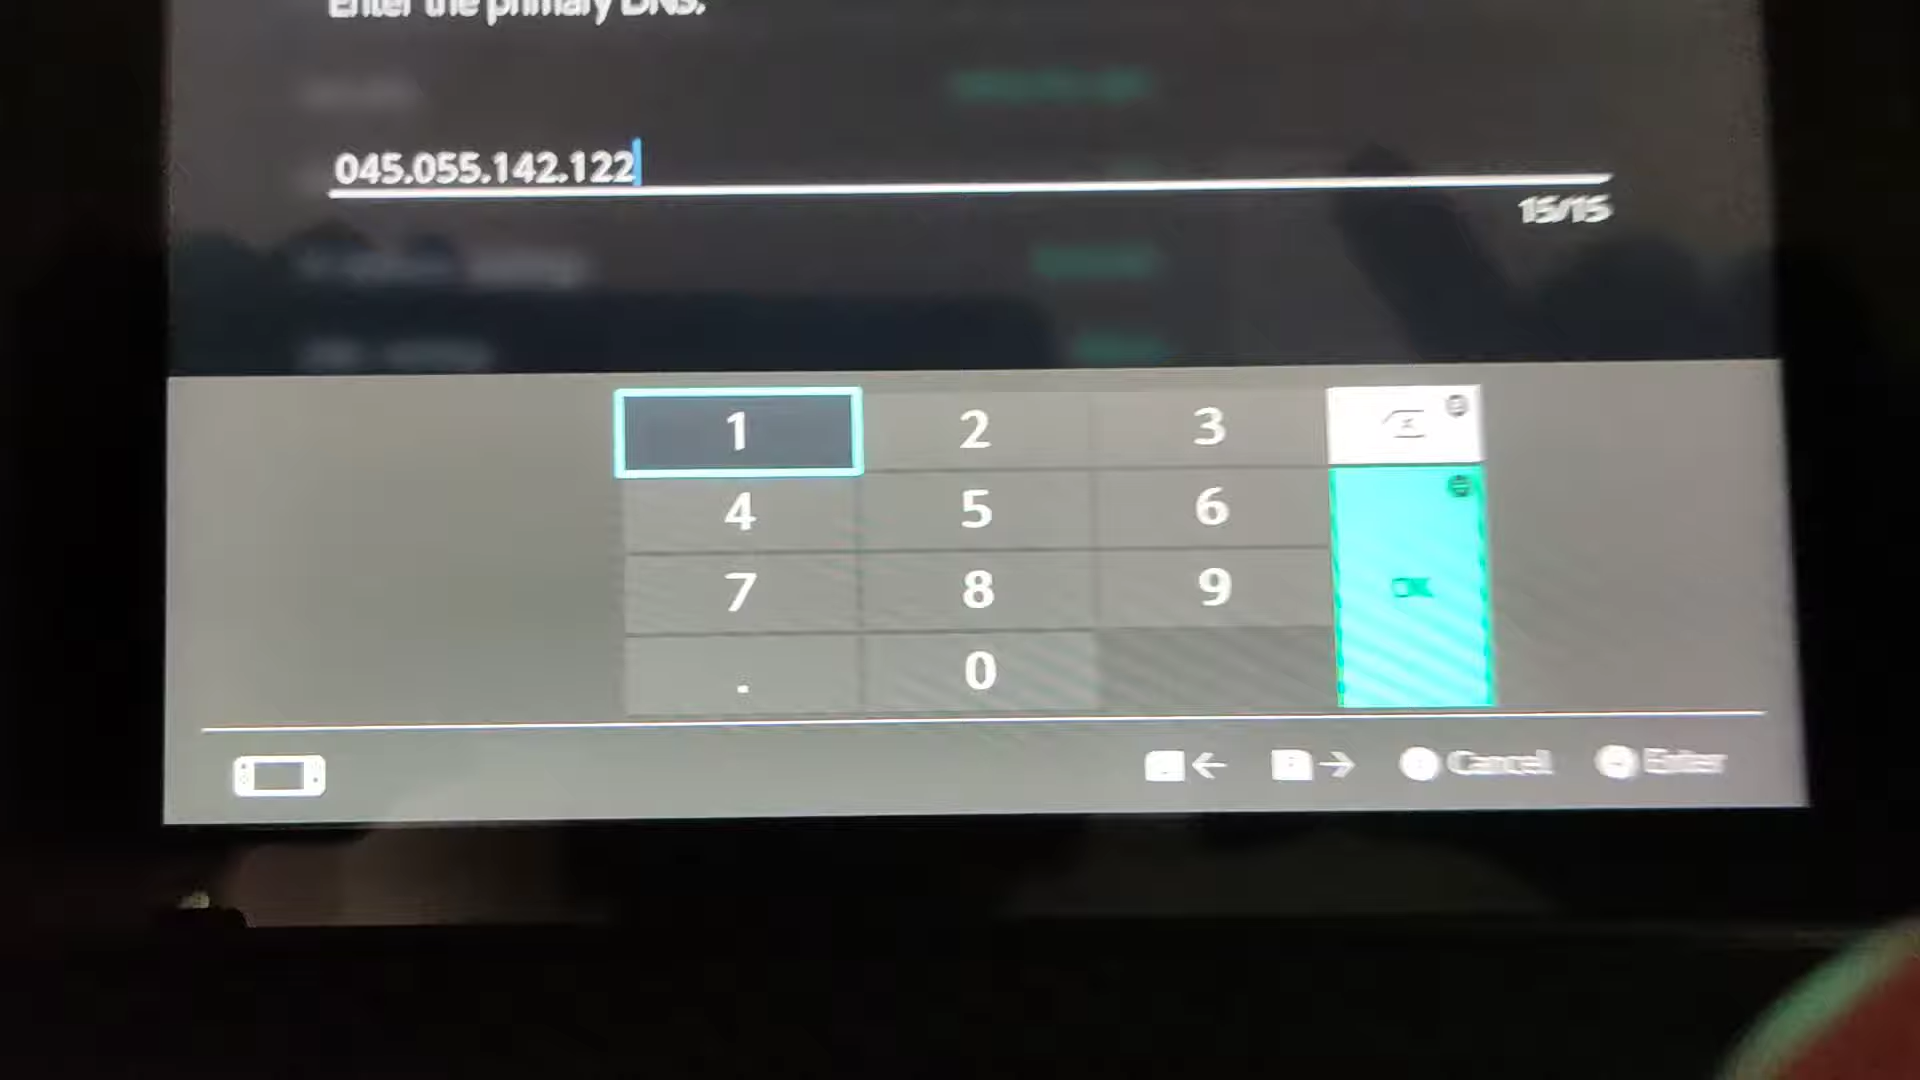 Enter the primary DNS.
045.055.142.122
15/15
1 2 3
4 5 6
7 8 9
. 0
OK
Cancel Enter